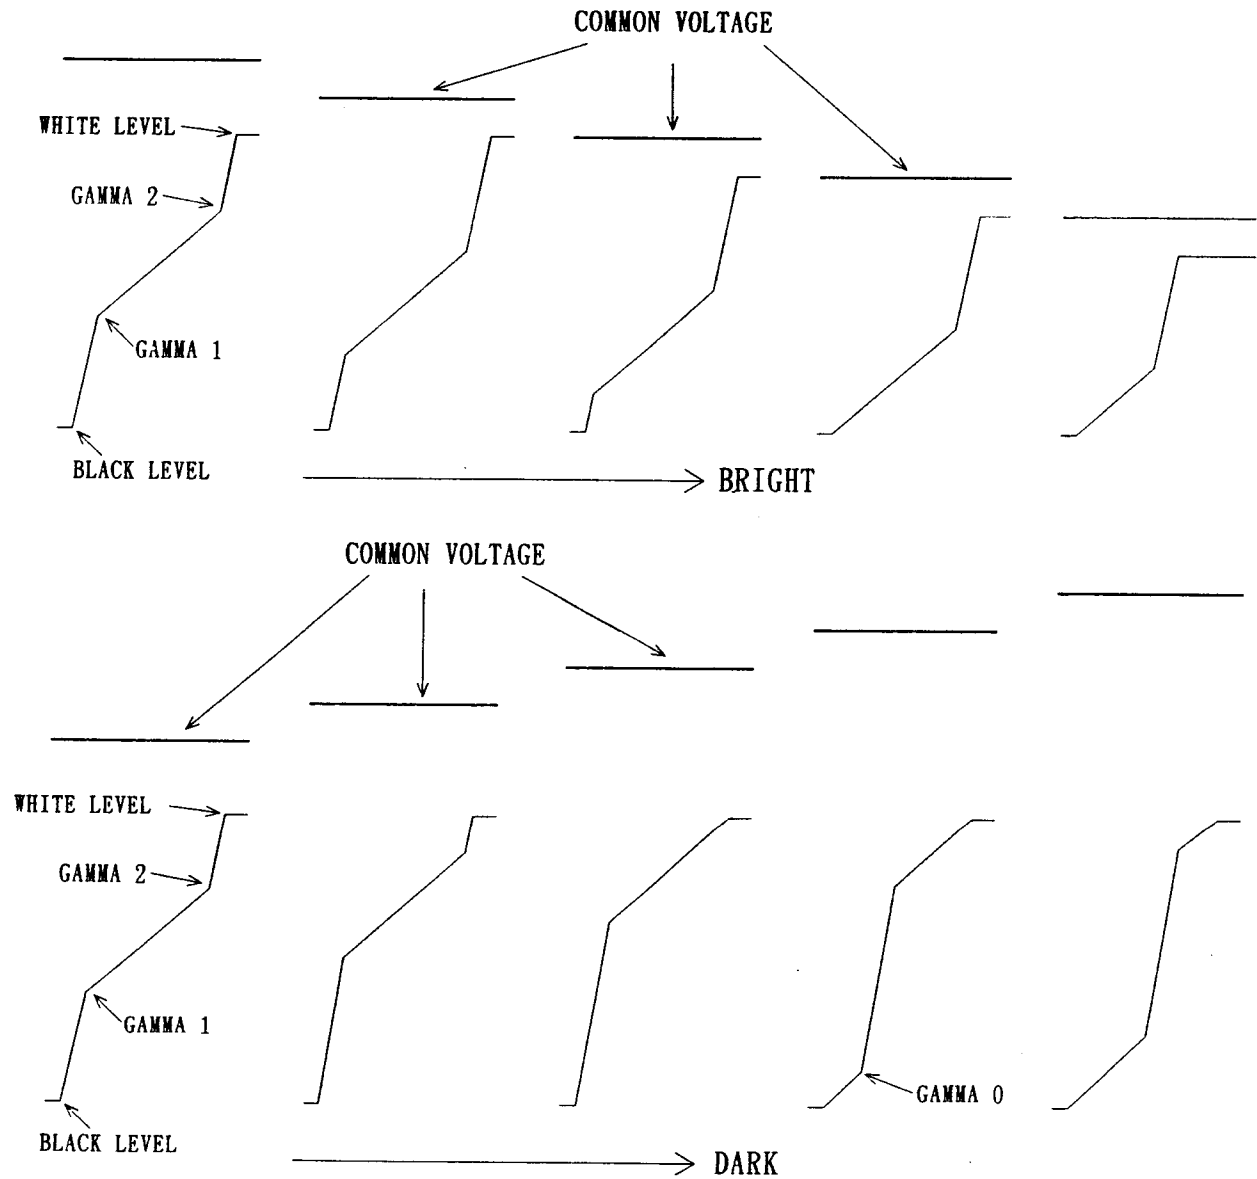 COMMON VOLTAGE
WHITE LEVEL
GAMMA 2
GAMMA 1
BLACK LEVEL
BRIGHT
COMMON VOLTAGE
WHITE LEVEL
GAMMA 2
GAMMA 1
GAMMA 0
BLACK LEVEL
DARK